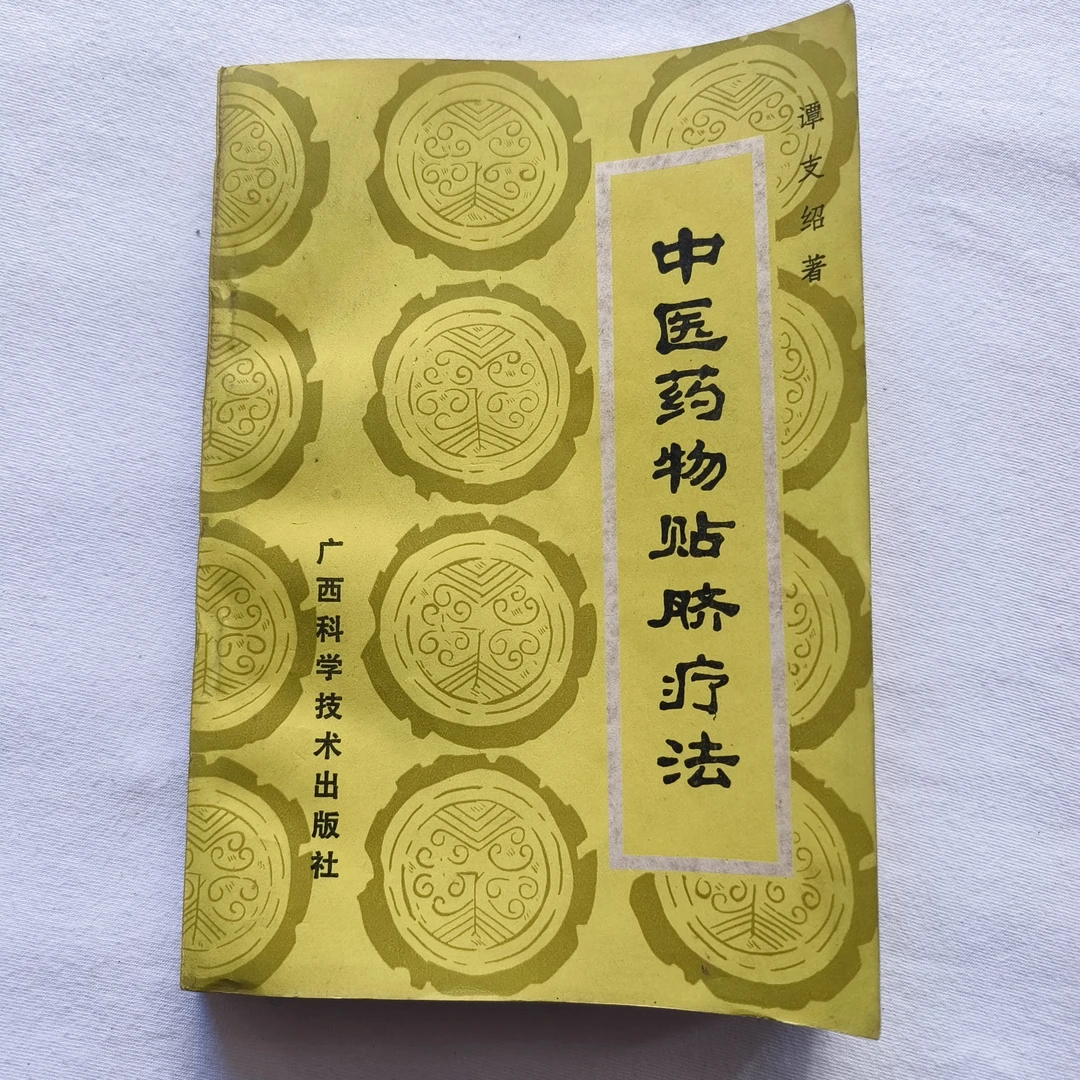 谭支绍著
中医药物贴脐疗法
广西科学技术出版社